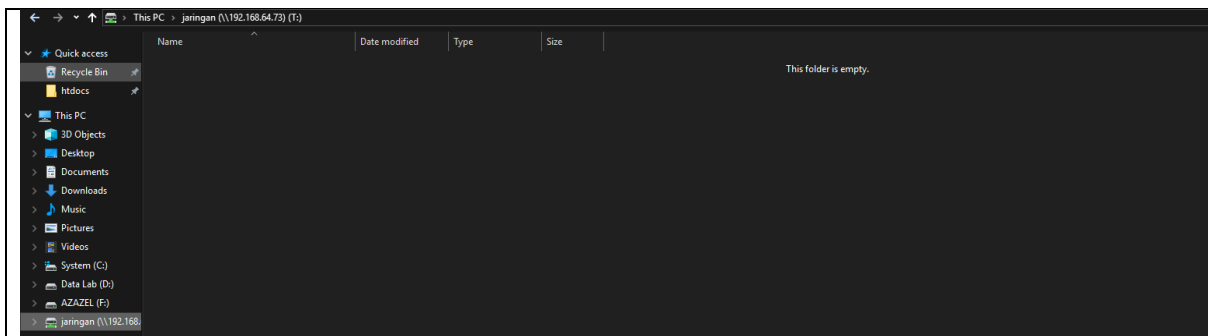 This PC › jaringan (\\192.168.64.73) (T:)
Name Date modified Type Size
This folder is empty.
Quick access
Recycle Bin
htdocs
This PC
3D Objects
Desktop
Documents
Downloads
Music
Pictures
Videos
System (C:)
Data Lab (D:)
AZAZEL (F:)
jaringan (\\192.168.